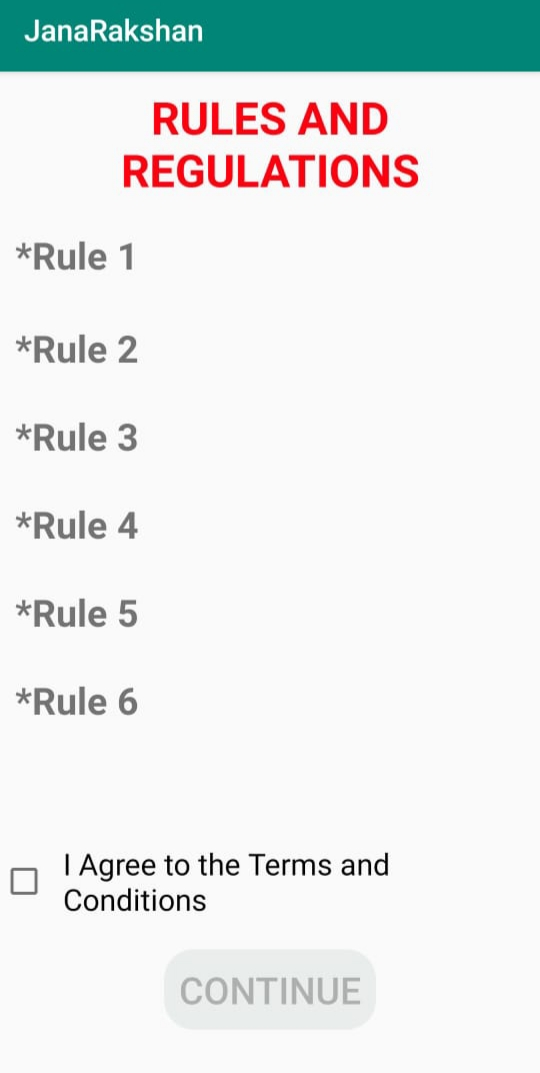 JanaRakshan
RULES AND
REGULATIONS
*Rule 1
*Rule 2
*Rule 3
*Rule 4
*Rule 5
*Rule 6
I Agree to the Terms and
Conditions
CONTINUE